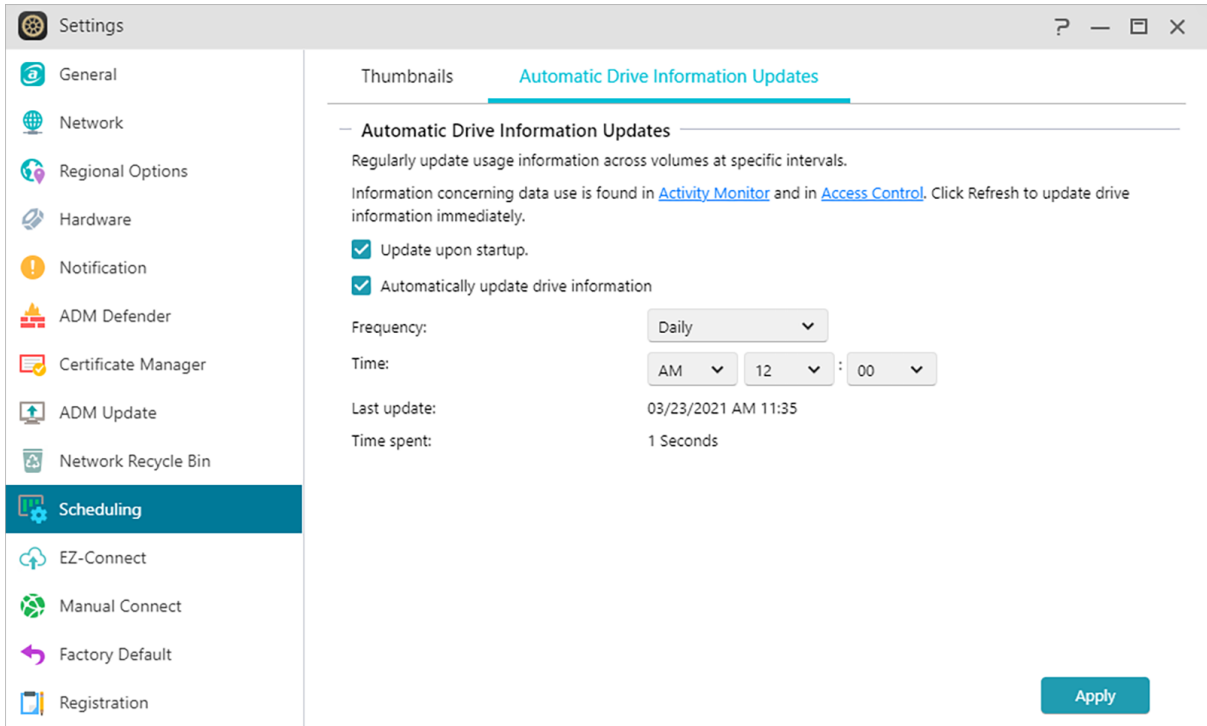 Settings
General
Network
Regional Options
Hardware
Notification
ADM Defender
Certificate Manager
ADM Update
Network Recycle Bin
Scheduling
EZ-Connect
Manual Connect
Factory Default
Registration
Thumbnails
Automatic Drive Information Updates
Automatic Drive Information Updates
Regularly update usage information across volumes at specific intervals.
Information concerning data use is found in Activity Monitor and in Access Control. Click Refresh to update drive
information immediately.
Update upon startup.
Automatically update drive information
Frequency: Daily
Time: AM 12 : 00
Last update: 03/23/2021 AM 11:35
Time spent: 1 Seconds
Apply